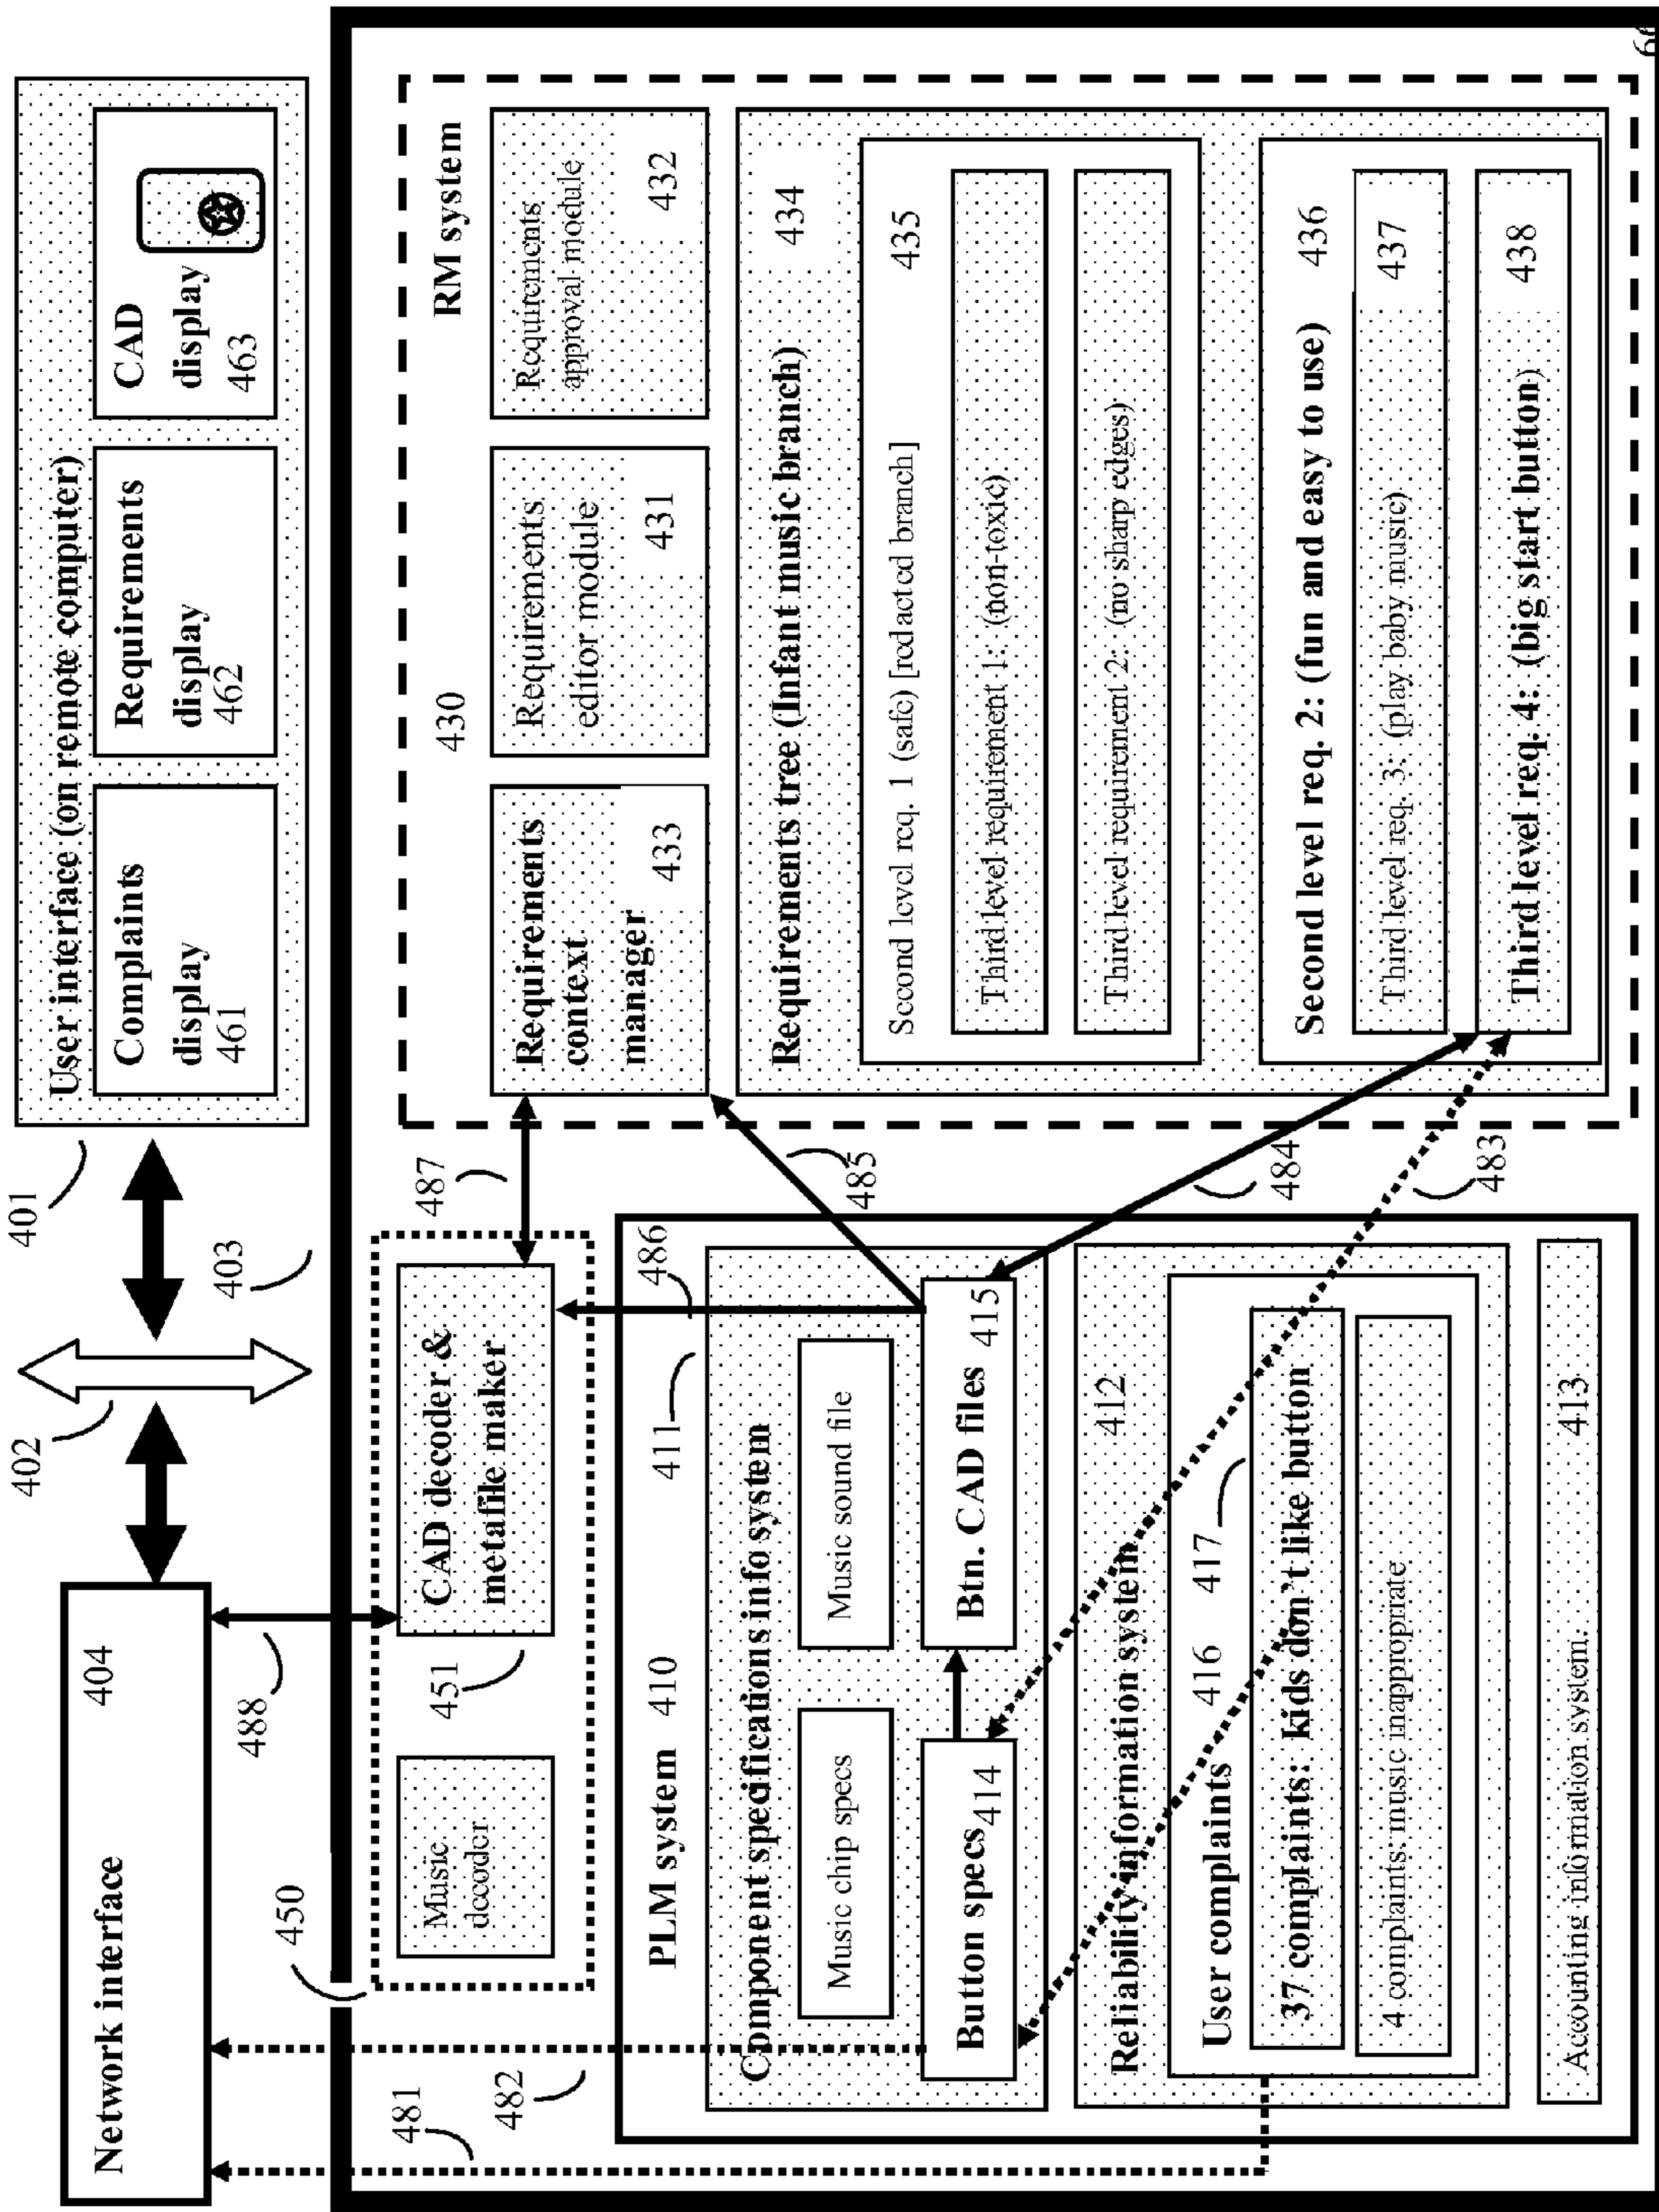 Network interface
404
402
401
403
User interface (on remote computer)
Complaints
display
461
Requirements
display
462
CAD
display
463
450
488
Music
decoder
451
CAD decoder &
metafile maker
487
481
482
PLM system 410
411
486
485
Component specifications info system
Music chip specs
Music sound file
Button specs
414
Btn. CAD files
415
Reliability information system
412
User complaints
416
417
37 complaints: kids don't like button
4 complaints: music inappropriate
Accounting information system.
413
484
483
430
RM system
Requirements
context
manager
433
Requirements
editor module
431
Requirements
approval module
432
Requirements tree (Infant music branch)
434
Second level req. 1 (safe) [redacted branch]
435
Third level requirement 1: (non-toxic)
Third level requirement 2: (no sharp edges)
Second level req. 2: (fun and easy to use)
436
Third level req. 3: (play baby music)
437
Third level req. 4: (big start button)
438